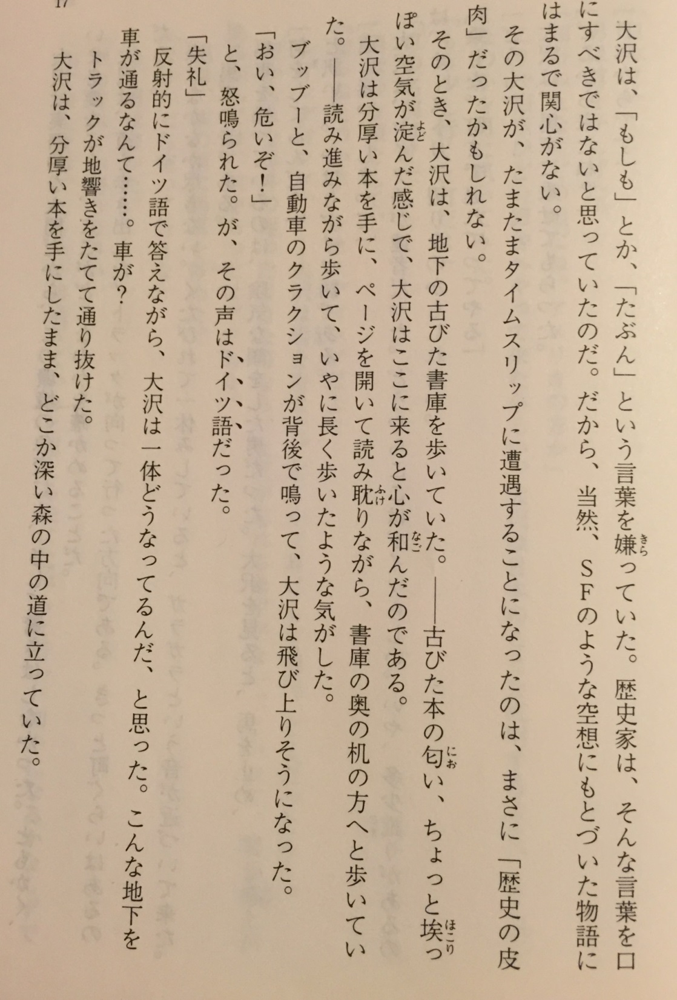 大沢は、「もしも」とか、「たぶん」という言葉を嫌っていた。歴史家は、そんな言葉を口
にすべきではないと思っていたのだ。だから、当然、SFのような空想にもとづいた物語に
はまるで関心がない。
その大沢が、たまたまタイムスリップに遭遇することになったのは、まさに「歴史の皮
肉」だったかもしれない。
そのとき、大沢は、地下の古びた書庫を歩いていた。――古びた本の匂い、ちょっと埃っ
ぽい空気が淀んだ感じで、大沢はここに来ると心が和んだのである。
大沢は分厚い本を手に、ページを開いて読み耽りながら、書庫の奥の机の方へと歩いてい
た。――読み進みながら歩いて、いやに長く歩いたような気がした。
ブッブーと、自動車のクラクションが背後で鳴って、大沢は飛び上りそうになった。
「おい、危いぞ!」
と、怒鳴られた。が、その声はドイツ語だった。
「失礼」
反射的にドイツ語で答えながら、大沢は一体どうなってるんだ、と思った。こんな地下を
車が通るなんて……。車が?
トラックが地響きをたてて通り抜けた。
大沢は、分厚い本を手にしたまま、どこか深い森の中の道に立っていた。
17